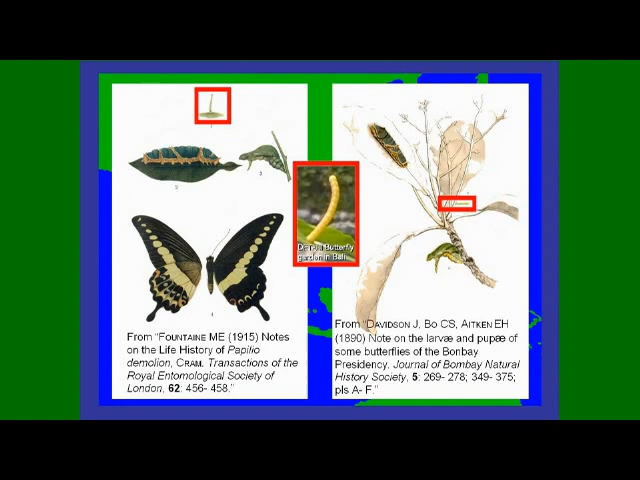 From "FOUNTAINE ME (1915) Notes
on the Life History of Papilio
demolion, CRAM. Transactions of the
Royal Entomological Society of
London, 62: 456- 458."
Butterfly
garden in Bali
From "DAVIDSON J, Bo CS, AITKEN EH
(1890) Note on the larvæ and pupæ of
some butterflies of the Bonbay
Presidency. Journal of Bombay Natural
History Society, 5: 269- 278; 349- 375;
pls A- F."